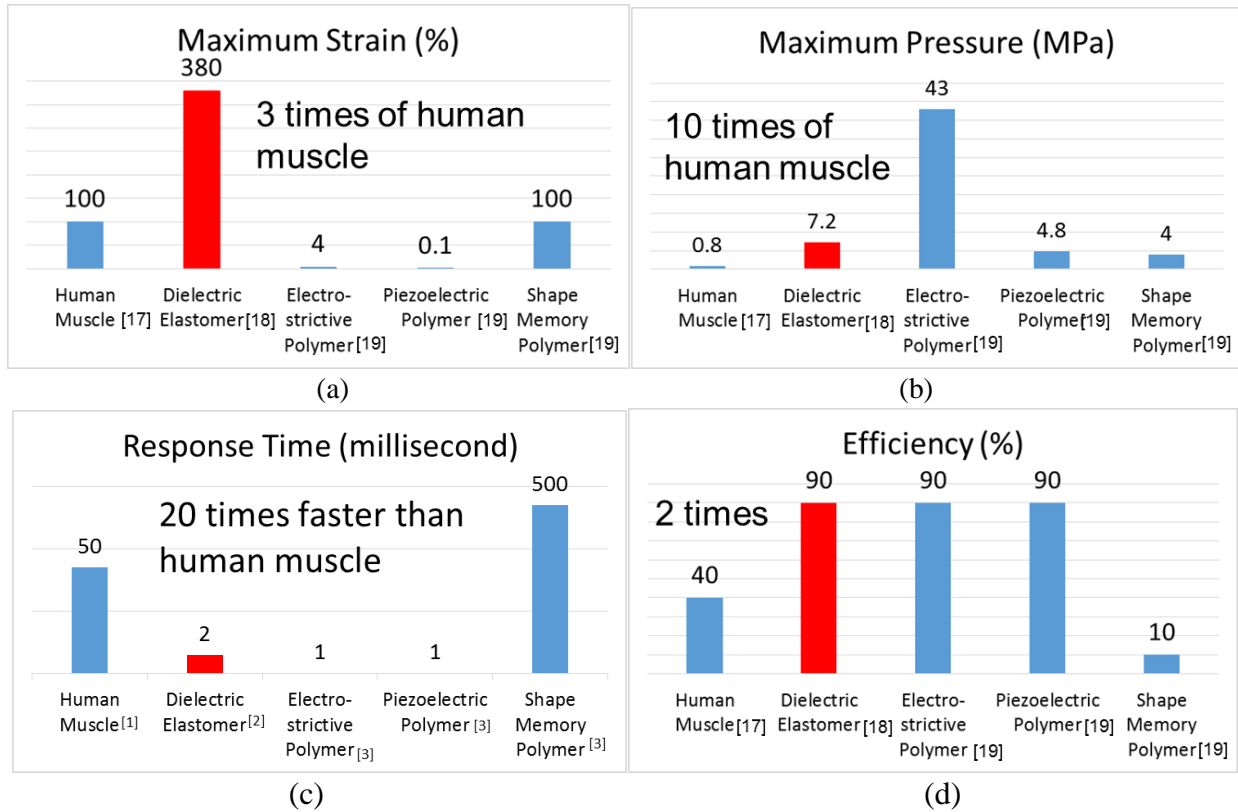 Maximum Strain (%)
380
3 times of human
muscle
100
100
4
0.1
Human
Muscle [17]
Dielectric
Elastomer[18]
Electro-
strictive
Polymer[19]
Piezoelectric
Polymer [19]
Shape
Memory
Polymer[19]
(a)
Maximum Pressure (MPa)
43
10 times of
human muscle
0.8
7.2
4.8
4
Human
Muscle [17]
Dielectric
Elastomer[18]
Electro-
strictive
Polymer[19]
Piezoelectric
Polymer[19]
Shape
Memory
Polymer[19]
(b)
Response Time (millisecond)
500
20 times faster than
human muscle
50
2
1
1
Human
Muscle[1]
Dielectric
Elastomer[2]
Electro-
strictive
Polymer[3]
Piezoelectric
Polymer [3]
Shape
Memory
Polymer [3]
(c)
Efficiency (%)
90
90
90
2 times
40
10
Human
Muscle[17]
Dielectric
Elastomer[18]
Electro-
strictive
Polymer [19]
Piezoelectric
Polymer[19]
Shape
Memory
Polymer[19]
(d)